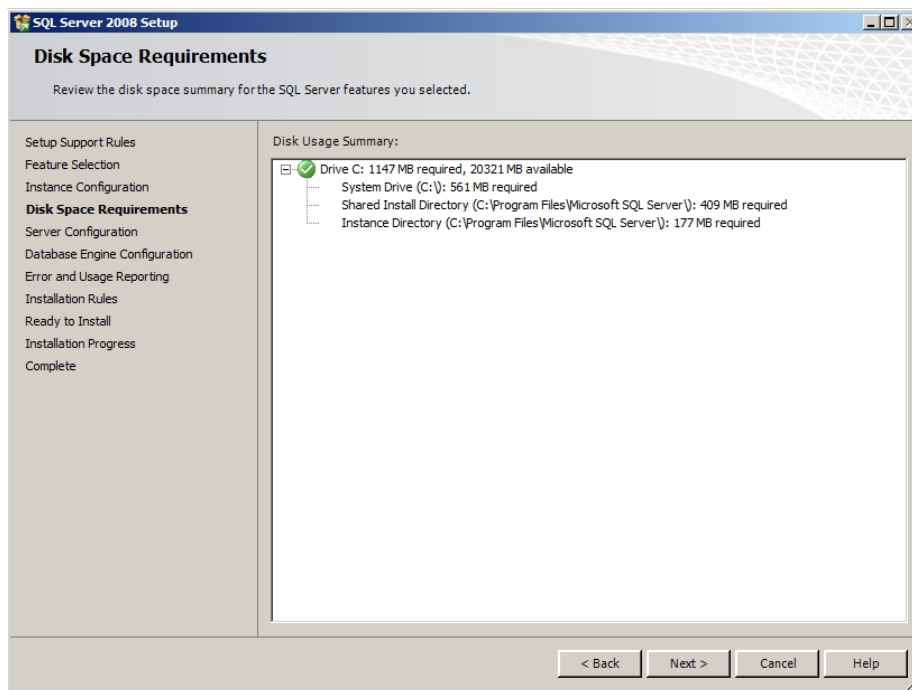 SQL Server 2008 Setup
Disk Space Requirements
Review the disk space summary for the SQL Server features you selected.
Setup Support Rules
Feature Selection
Instance Configuration
Disk Space Requirements
Server Configuration
Database Engine Configuration
Error and Usage Reporting
Installation Rules
Ready to Install
Installation Progress
Complete
Disk Usage Summary:
Drive C: 1147 MB required, 20321 MB available
System Drive (C:\): 561 MB required
Shared Install Directory (C:\Program Files\Microsoft SQL Server\): 409 MB required
Instance Directory (C:\Program Files\Microsoft SQL Server\): 177 MB required
< Back Next > Cancel Help